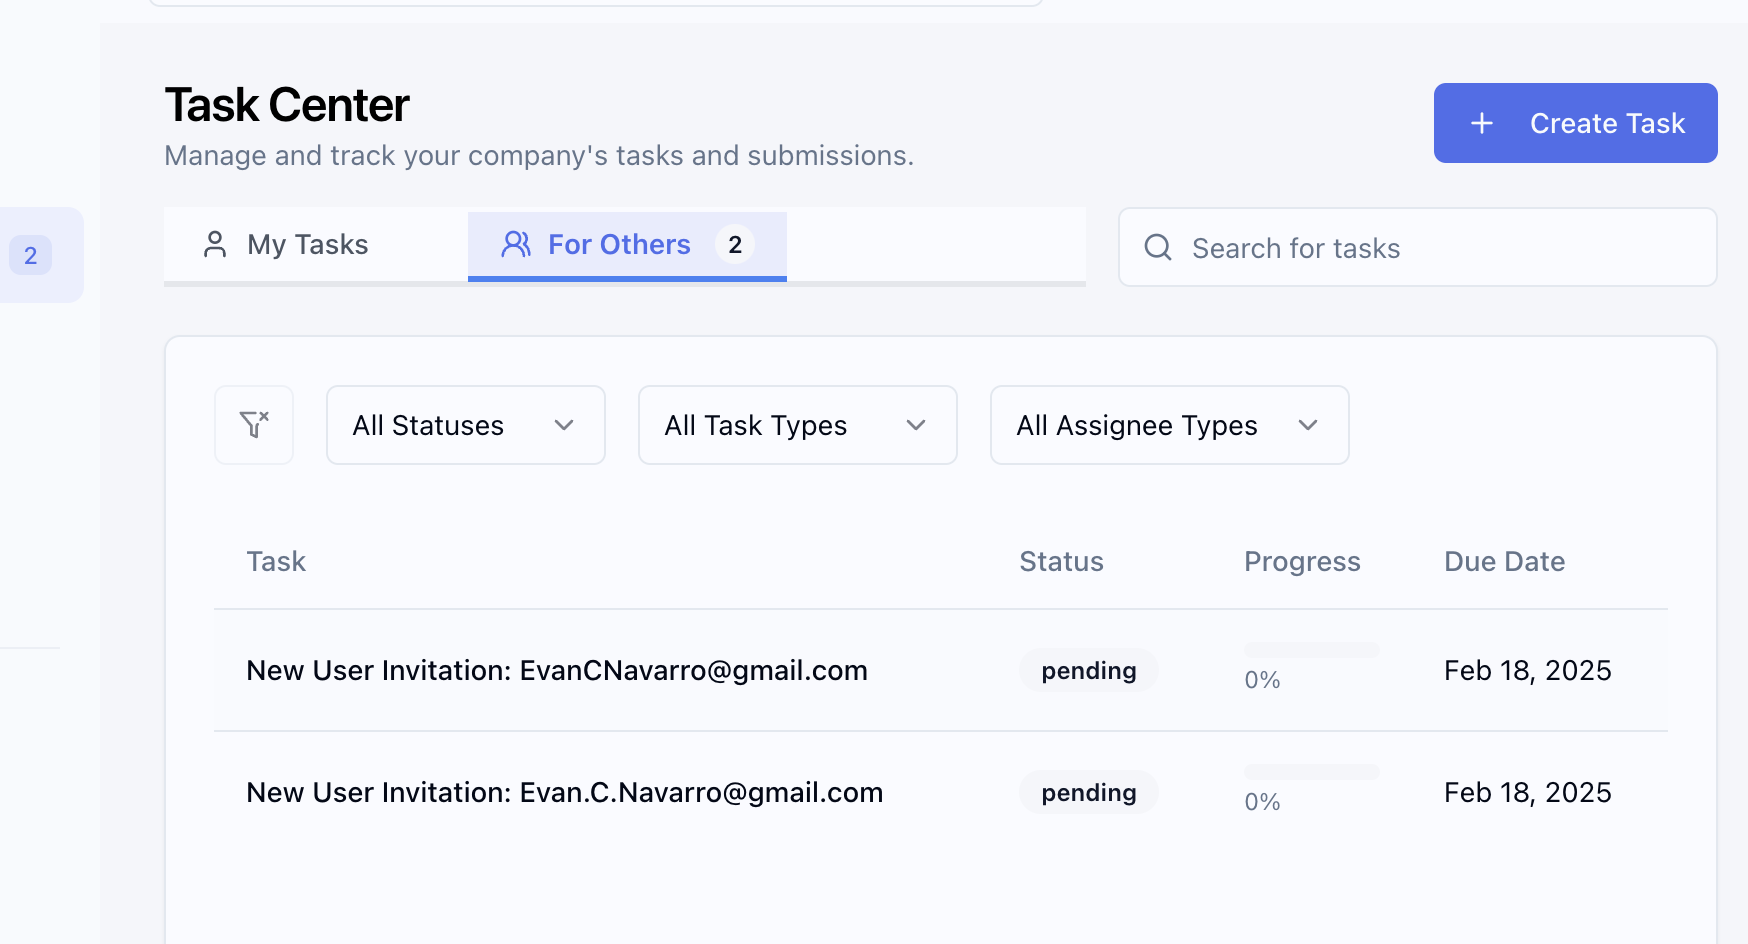 Task Center
Manage and track your company's tasks and submissions.
Create Task
2
My Tasks
For Others 2
Search for tasks
All Statuses
All Task Types
All Assignee Types
Task Status Progress Due Date
New User Invitation: EvanCNavarro@gmail.com pending 0% Feb 18, 2025
New User Invitation: Evan.C.Navarro@gmail.com pending 0% Feb 18, 2025